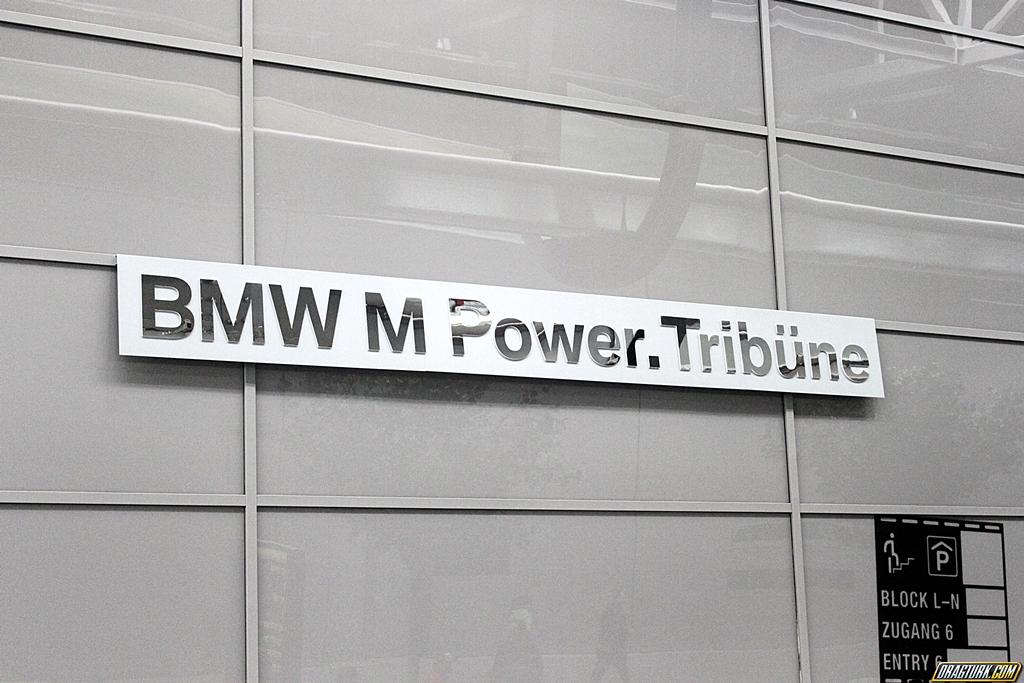 BMW M Power.Tribüne
P
BLOCK L-N
ZUGANG 6
ENTRY 6
DRAGTURK.COM